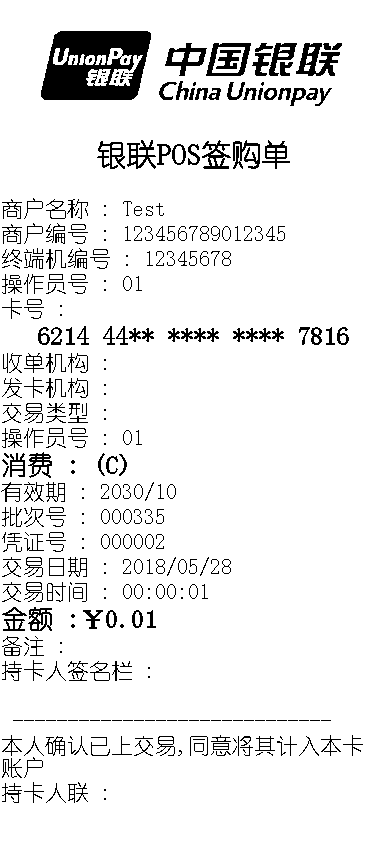 UnionPay
银联
中国银联
China Unionpay
银联POS签购单
商户名称 : Test
商户编号 : 123456789012345
终端机编号 : 12345678
操作员号 : 01
卡号 :
6214 44** **** **** 7816
收单机构 :
发卡机构 :
交易类型 :
操作员号 : 01
消费 : (C)
有效期 : 2030/10
批次号 : 000335
凭证号 : 000002
交易日期 : 2018/05/28
交易时间 : 00:00:01
金额 :¥0.01
备注 :
持卡人签名栏 :
_____________________________
本人确认已上交易,同意将其计入本卡
账户
持卡人联 :